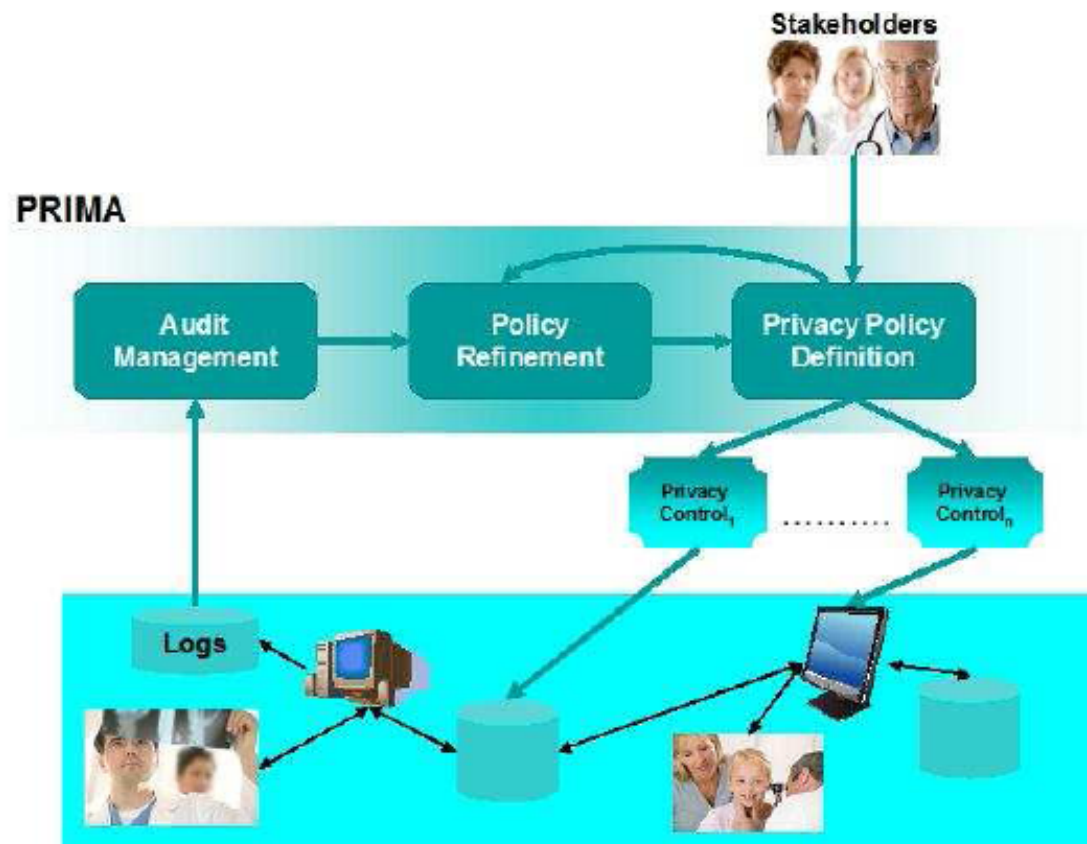 Stakeholders
PRIMA
Audit
Management
Policy
Refinement
Privacy Policy
Definition
Privacy
Control₁
..........
Privacy
Controlₙ
Logs